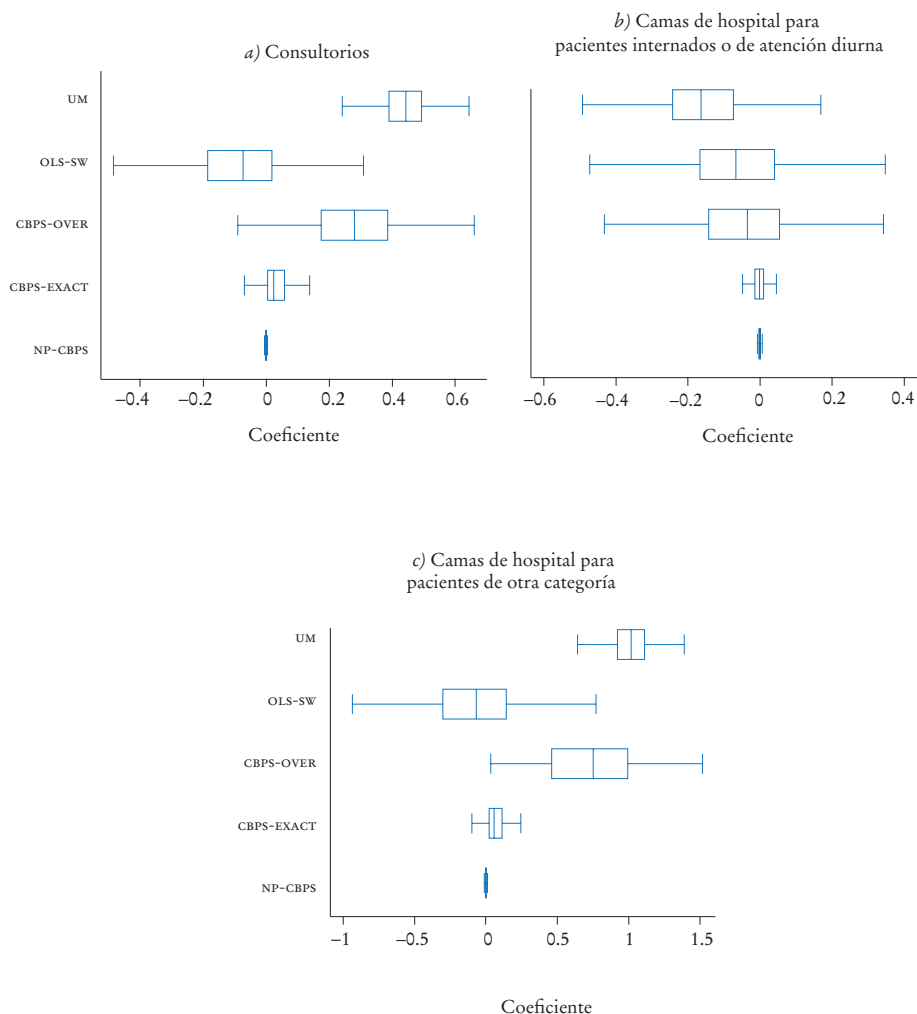 a) Consultorios
UM
OLS-SW
CBPS-OVER
CBPS-EXACT
NP-CBPS
−0.4 −0.2 0 0.2 0.4 0.6
Coeficiente
b) Camas de hospital para
pacientes internados o de atención diurna
−0.6 −0.4 −0.2 0 0.2 0.4
Coeficiente
c) Camas de hospital para
pacientes de otra categoría
UM
OLS-SW
CBPS-OVER
CBPS-EXACT
NP-CBPS
−1 −0.5 0 0.5 1 1.5
Coeficiente